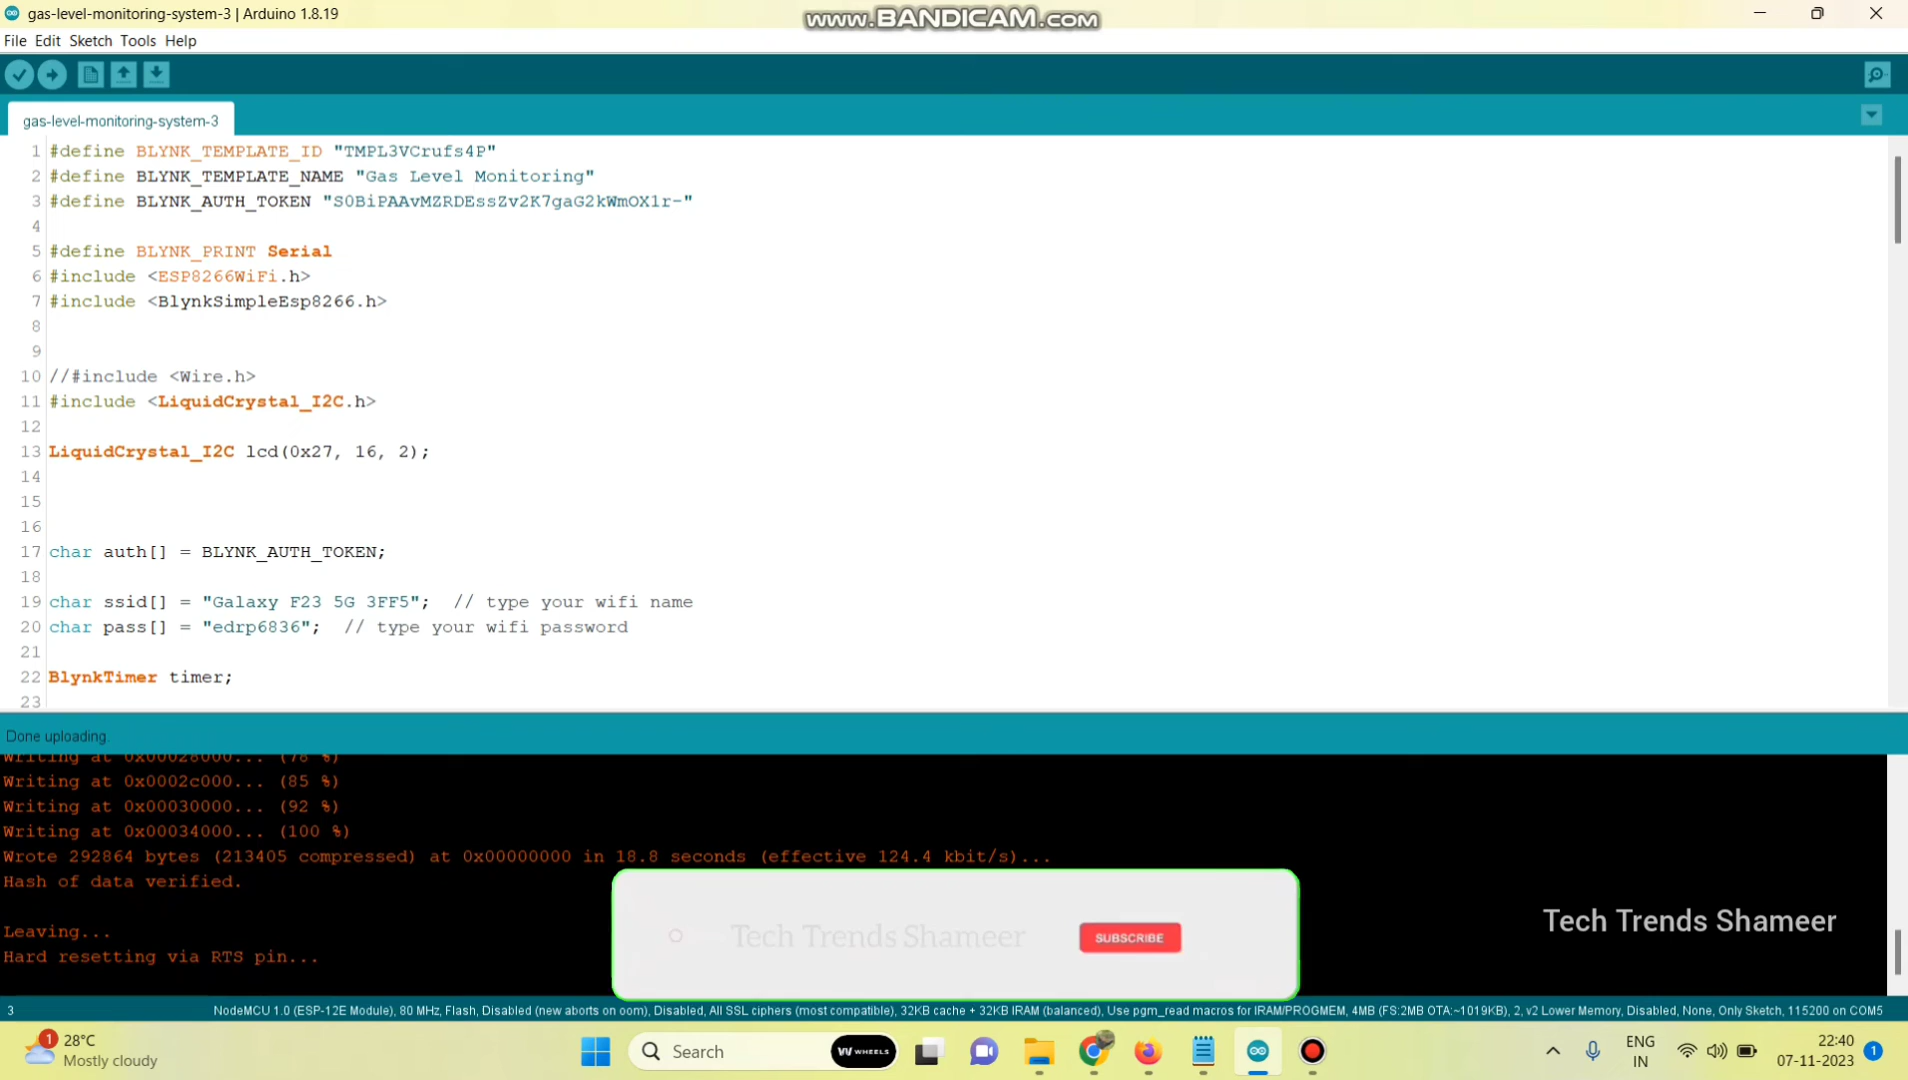 gas-level-monitoring-system-3 | Arduino 1.8.19
www.BANDICAM.com
File Edit Sketch Tools Help
gas-level-monitoring-system-3
1 #define BLYNK_TEMPLATE_ID "TMPL3VCrufs4P"
2 #define BLYNK_TEMPLATE_NAME "Gas Level Monitoring"
3 #define BLYNK_AUTH_TOKEN "S0BiPAAvMZRDEssZv2K7gaG2kWmOX1r-"
4
5 #define BLYNK_PRINT Serial
6 #include <ESP8266WiFi.h>
7 #include <BlynkSimpleEsp8266.h>
8
9
10 //#include <Wire.h>
11 #include <LiquidCrystal_I2C.h>
12
13 LiquidCrystal_I2C lcd(0x27, 16, 2);
14
15
16
17 char auth[] = BLYNK_AUTH_TOKEN;
18
19 char ssid[] = "Galaxy F23 5G 3FF5"; // type your wifi name
20 char pass[] = "edrp6836"; // type your wifi password
21
22 BlynkTimer timer;
23
Done uploading.
Writing at 0x00028000... (78 %)
Writing at 0x0002c000... (85 %)
Writing at 0x00030000... (92 %)
Writing at 0x00034000... (100 %)
Wrote 292864 bytes (213405 compressed) at 0x00000000 in 18.8 seconds (effective 124.4 kbit/s)...
Hash of data verified.
Leaving...
Hard resetting via RTS pin...
Tech Trends Shameer
SUBSCRIBE
Tech Trends Shameer
3
NodeMCU 1.0 (ESP-12E Module), 80 MHz, Flash, Disabled (new aborts on oom), Disabled, All SSL ciphers (most compatible), 32KB cache + 32KB IRAM (balanced), Use pgm_read macros for IRAM/PROGMEM, 4MB (FS:2MB OTA:~1019KB), 2, v2 Lower Memory, Disabled, None, Only Sketch, 115200 on COM5
1
28°C
Mostly cloudy
Search
WHEELS
ENG
IN
22:40
07-11-2023
1